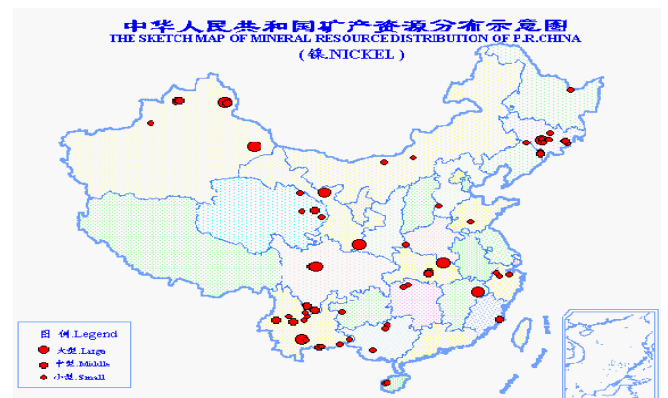 中华人民共和国矿产资源分布示意图
THE SKETCH MAP OF MINERAL RESOURCE DISTRIBUTION OF P.R.CHINA
(镍.NICKEL)
图 例.Legend
大型.Large
中型.Middle
小型.Small